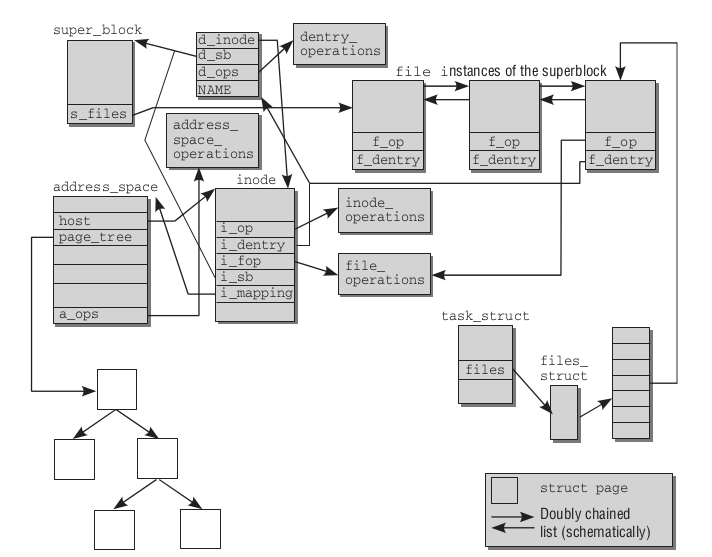 super_block
s_files
d_inode
d_sb
d_ops
NAME
dentry_
operations
file instances of the superblock
f_op
f_dentry
f_op
f_dentry
f_op
f_dentry
address_
space_
operations
address_space
host
page_tree
a_ops
inode
i_op
i_dentry
i_fop
i_sb
i_mapping
inode_
operations
file_
operations
task_struct
files
files_
struct
struct page
Doubly chained
list (schematically)